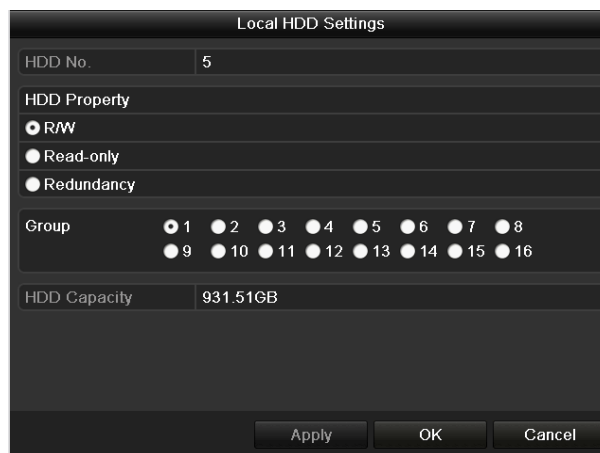 Local HDD Settings
HDD No. 5
HDD Property
R/W
Read-only
Redundancy
Group 1 2 3 4 5 6 7 8
9 10 11 12 13 14 15 16
HDD Capacity 931.51GB
Apply OK Cancel